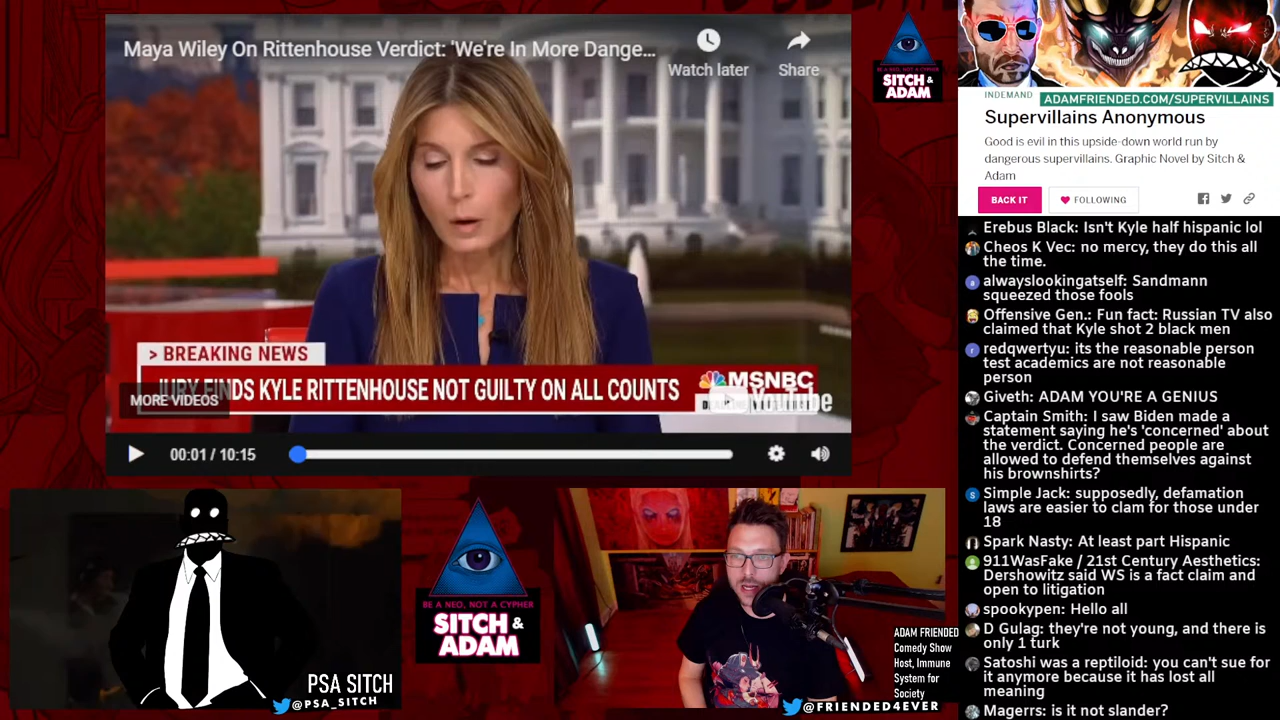 Maya Wiley On Rittenhouse Verdict: 'We're In More Dange...
Watch later
Share
> BREAKING NEWS
JURY FINDS KYLE RITTENHOUSE NOT GUILTY ON ALL COUNTS
MSNBC
MORE VIDEOS
YouTube
00:01 / 10:15
BE A NEO, NOT A CYPHER
SITCH &
ADAM
INDEMAND
ADAMFRIENDED.COM/SUPERVILLAINS
Supervillains Anonymous
Good is evil in this upside-down world run by
dangerous supervillains. Graphic Novel by Sitch &
Adam
BACK IT
FOLLOWING
Erebus Black: Isn't Kyle half hispanic lol
Cheos K Vec: no mercy, they do this all
the time.
alwayslookingatself: Sandmann
squeezed those fools
Offensive Gen.: Fun fact: Russian TV also
claimed that Kyle shot 2 black men
redqwertyu: its the reasonable person
test academics are not reasonable
person
Giveth: ADAM YOU'RE A GENIUS
Captain Smith: I saw Biden made a
statement saying he's 'concerned' about
the verdict. Concerned people are
allowed to defend themselves against
his brownshirts?
Simple Jack: supposedly, defamation
laws are easier to clam for those under
18
Spark Nasty: At least part Hispanic
911WasFake / 21st Century Aesthetics:
Dershowitz said WS is a fact claim and
open to litigation
spookypen: Hello all
D Gulag: they're not young, and there is
only 1 turk
Satoshi was a reptiloid: you can't sue for
it anymore because it has lost all
meaning
Magerrs: is it not slander?
PSA SITCH
@PSA_SITCH
BE A NEO, NOT A CYPHER
SITCH &
ADAM
ADAM FRIENDED
Comedy Show
Host, Immune
System for
Society
@FRIENDED4EVER